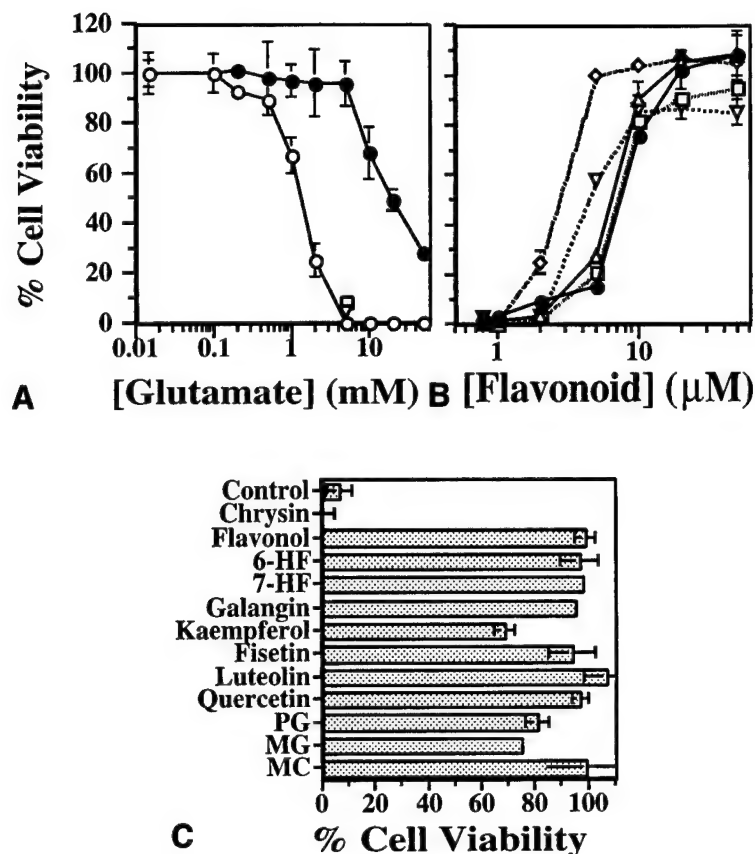 120
100
80
60
40
20
0
% Cell Viability
0.01 0.1 1 10
1 10
A [Glutamate] (mM) B [Flavonoid] (μM)
Control
Chrysin
Flavonol
6-HF
7-HF
Galangin
Kaempferol
Fisetin
Luteolin
Quercetin
PG
MG
MC
0 20 40 60 80 100
C % Cell Viability